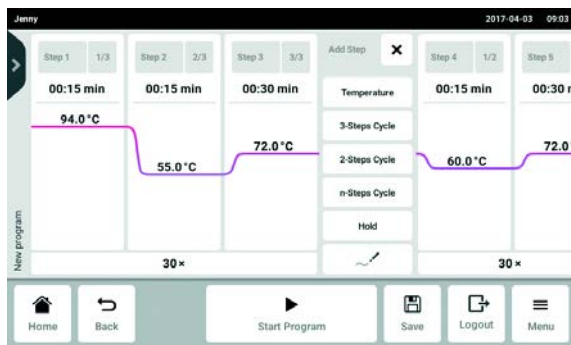 Jenny 2017-04-03 09:03
Step 1 1/3 Step 2 2/3 Step 3 3/3 Add Step Step 4 1/2 Step 5
00:15 min 00:15 min 00:30 min 00:15 min 00:30 r
94.0°C 55.0°C 72.0°C 60.0°C 72.0
Temperature
3-Steps Cycle
2-Steps Cycle
n-Steps Cycle
Hold
30× 30×
New program
Home Back Start Program Save Logout Menu